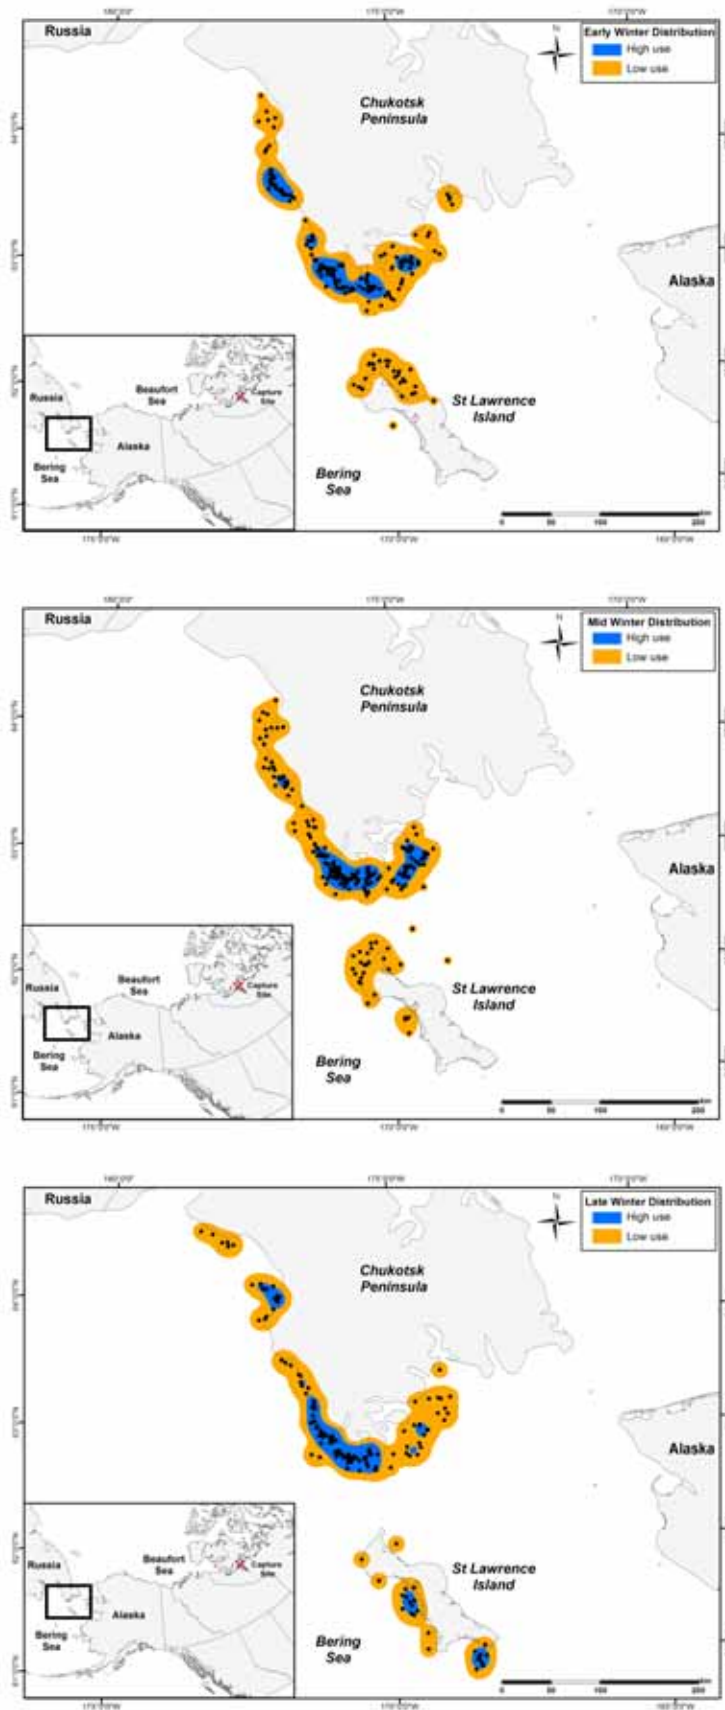 Russia
Early Winter Distribution
High use
Low use
N
Chukotsk
Peninsula
Alaska
St Lawrence
Island
Bering
Sea
Russia
Beaufort
Sea
Capture
Site
Alaska
Bering
Sea
Russia
Mid Winter Distribution
High use
Low use
N
Chukotsk
Peninsula
Alaska
St Lawrence
Island
Bering
Sea
Russia
Beaufort
Sea
Capture
Site
Alaska
Bering
Sea
Russia
Late Winter Distribution
High use
Low use
N
Chukotsk
Peninsula
Alaska
St Lawrence
Island
Bering
Sea
Russia
Beaufort
Sea
Capture
Site
Alaska
Bering
Sea